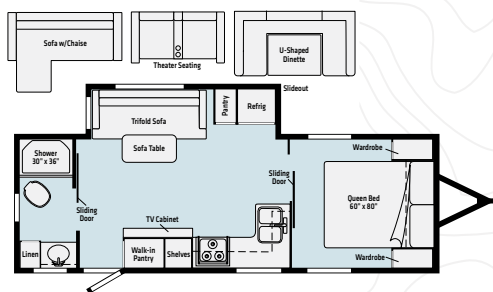 Sofa w/Chaise
Theater Seating
U-Shaped
Dinette
Slideout
Trifold Sofa
Pantry
Refrig
Sofa Table
Wardrobe
Shower
30" x 36"
Sliding
Door
Sliding
Door
Queen Bed
60" x 80"
TV Cabinet
Linen
Walk-in
Pantry
Shelves
Wardrobe